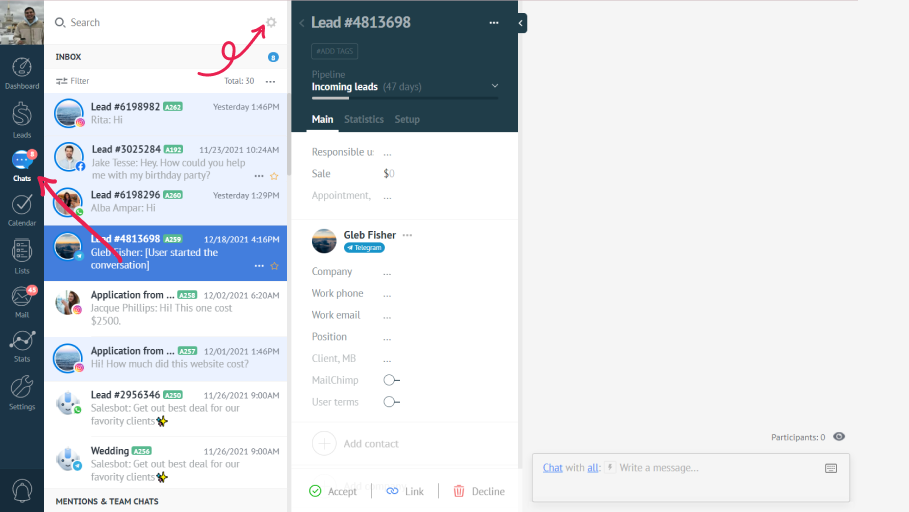 Dashboard
Leads
8
Chats
Calendar
Lists
45
Mail
Stats
Settings
Search
INBOX
8
Filter
Total: 30
Lead #6198982 A262 Yesterday 1:46PM
Rita: Hi
Lead #3025284 A192 11/23/2021 10:24AM
Jake Tesse: Hey. How could you help
me with my birthday party?
Lead #6198296 A260 Yesterday 1:29PM
Alba Ampar: Hi
Lead #4813698 A259 12/18/2021 4:16PM
Gleb Fisher: [User started the
conversation]
Application from ... A258 12/02/2021 6:20AM
Jacque Phillips: Hi! This one cost
$2500.
Application from ... A257 12/01/2021 1:46PM
Hi! How much did this website cost?
Lead #2956346 A250 11/26/2021 9:00AM
Salesbot: Get out best deal for our
favorite clients
Wedding A256 11/26/2021 9:00AM
Salesbot: Get out best deal for our
favorite clients
MENTIONS & TEAM CHATS
Lead #4813698
#ADD TAGS
Pipeline
Incoming leads (47 days)
Main Statistics Setup
Responsible u: ...
Sale $0
Appointment, ...
Gleb Fisher
Telegram
Company ...
Work phone ...
Work email ...
Position ...
Client, MB ...
MailChimp
User terms
Add contact
Accept Link Decline
Participants: 0
Chat with all: Write a message...